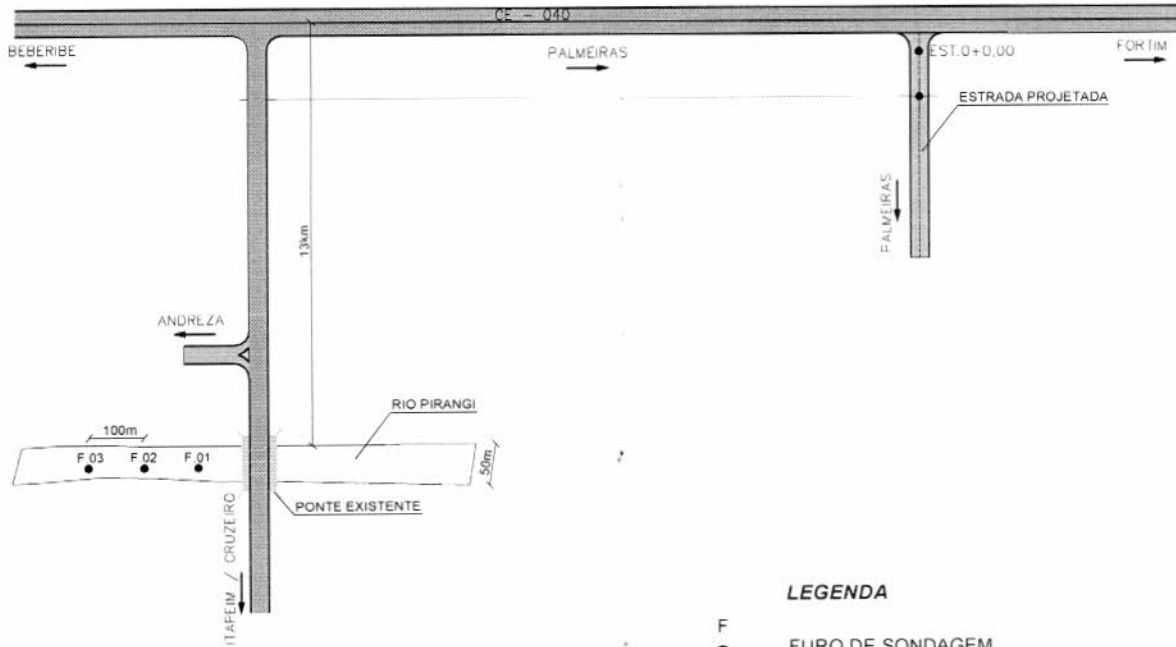 CE - 040
BEBERIBE
PALMEIRAS
EST.0+0,00
FORTIM
ESTRADA PROJETADA
PALMEIRAS
13km
ANDREZA
RIO PIRANGI
100m
F.03
F.02
F.01
50m
PONTE EXISTENTE
ITAPEIM / CRUZEIRO
LEGENDA
F
FURO DE SONDAGEM